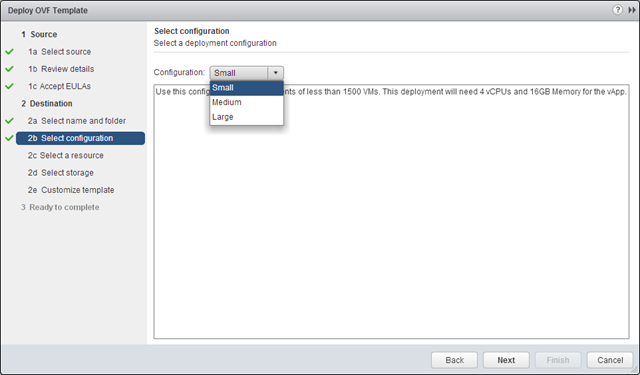 Deploy OVF Template
?
1 Source
1a Select source
1b Review details
1c Accept EULAs
2 Destination
2a Select name and folder
2b Select configuration
2c Select a resource
2d Select storage
2e Customize template
3 Ready to complete
Select configuration
Select a deployment configuration
Configuration: Small
Small
Medium
Large
Use this config ents of less than 1500 VMs. This deployment will need 4 vCPUs and 16GB Memory for the vApp.
Back Next Finish Cancel